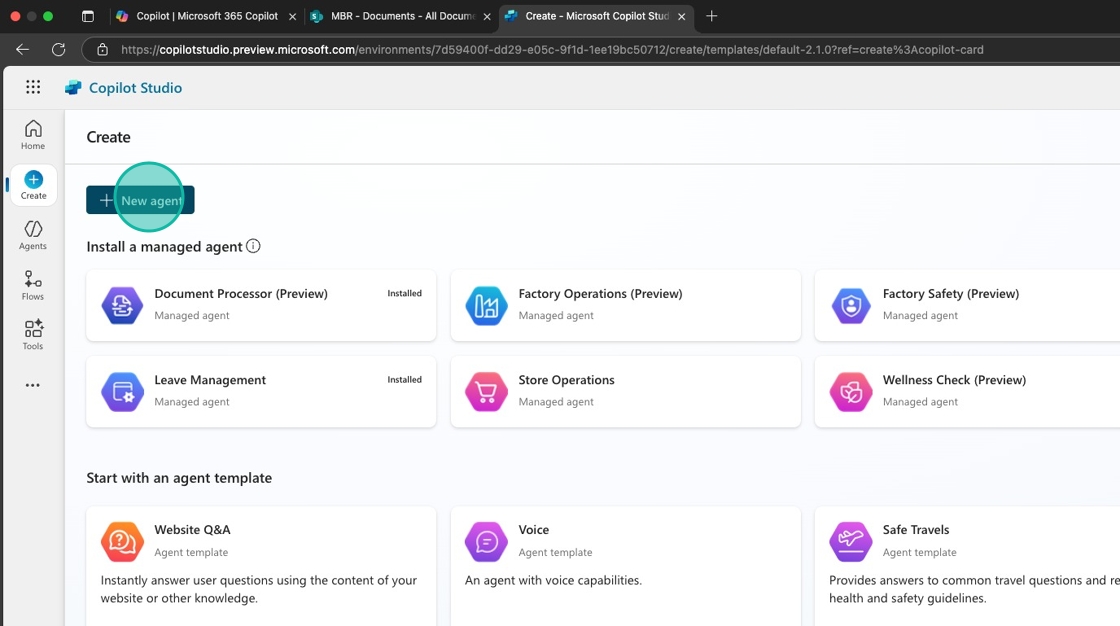 Copilot | Microsoft 365 Copilot
MBR - Documents - All Docume
Create - Microsoft Copilot Stud
https://copilotstudio.preview.microsoft.com/environments/7d59400f-dd29-e05c-9f1d-1ee19bc50712/create/templates/default-2.1.0?ref=create%3Acopilot-card
Copilot Studio
Home
Create
Agents
Flows
Tools
Create
New agent
Install a managed agent
Document Processor (Preview)
Installed
Managed agent
Factory Operations (Preview)
Managed agent
Factory Safety (Preview)
Managed agent
Leave Management
Installed
Managed agent
Store Operations
Managed agent
Wellness Check (Preview)
Managed agent
Start with an agent template
Website Q&A
Agent template
Instantly answer user questions using the content of your
website or other knowledge.
Voice
Agent template
An agent with voice capabilities.
Safe Travels
Agent template
Provides answers to common travel questions and re
health and safety guidelines.